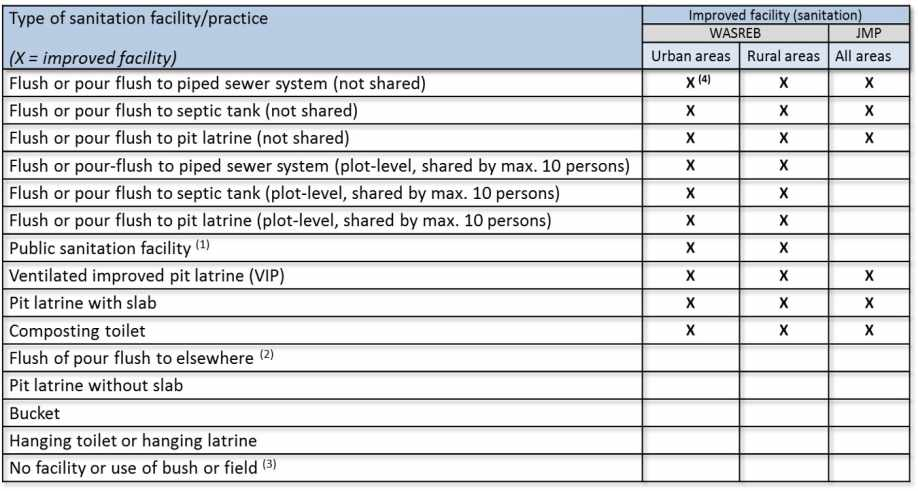 Type of sanitation facility/practice
(X = improved facility)
Improved facility (sanitation)
WASREB JMP
Urban areas Rural areas All areas
Flush or pour flush to piped sewer system (not shared) X (4) X X
Flush or pour flush to septic tank (not shared) X X X
Flush or pour flush to pit latrine (not shared) X X X
Flush or pour-flush to piped sewer system (plot-level, shared by max. 10 persons) X X
Flush or pour flush to septic tank (plot-level, shared by max. 10 persons) X X
Flush or pour flush to pit latrine (plot-level, shared by max. 10 persons) X X
Public sanitation facility (1) X X
Ventilated improved pit latrine (VIP) X X X
Pit latrine with slab X X X
Composting toilet X X X
Flush of pour flush to elsewhere (2)
Pit latrine without slab
Bucket
Hanging toilet or hanging latrine
No facility or use of bush or field (3)